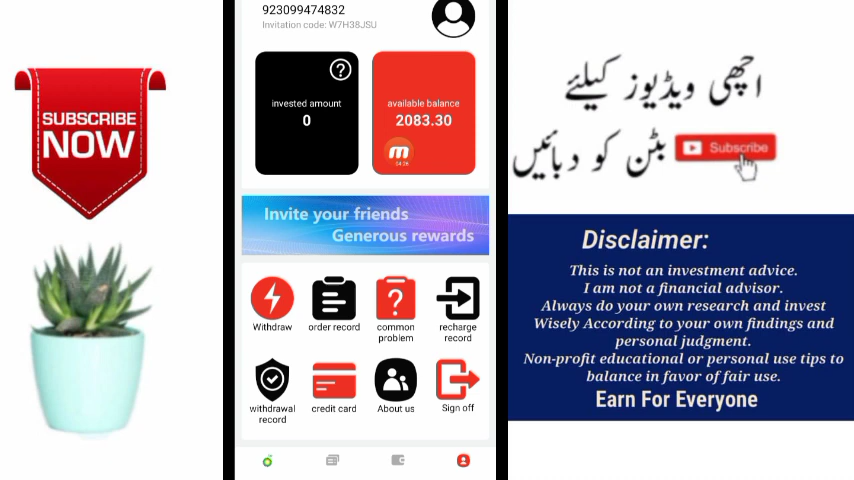 SUBSCRIBE
NOW
923099474832
Invitation code: W7H38JSU
invested amount
0
available balance
2083.30
m
04:26
Invite your friends
Generous rewards
Withdraw
order record
common
problem
recharge
record
withdrawal
record
credit card
About us
Sign off
اچھی ویڈیوز کیلئے
بٹن کو دبائیں
Subscribe
Disclaimer:
This is not an investment advice.
I am not a financial advisor.
Always do your own research and invest
Wisely According to your own findings and
personal judgment.
Non-profit educational or personal use tips to
balance in favor of fair use.
Earn For Everyone